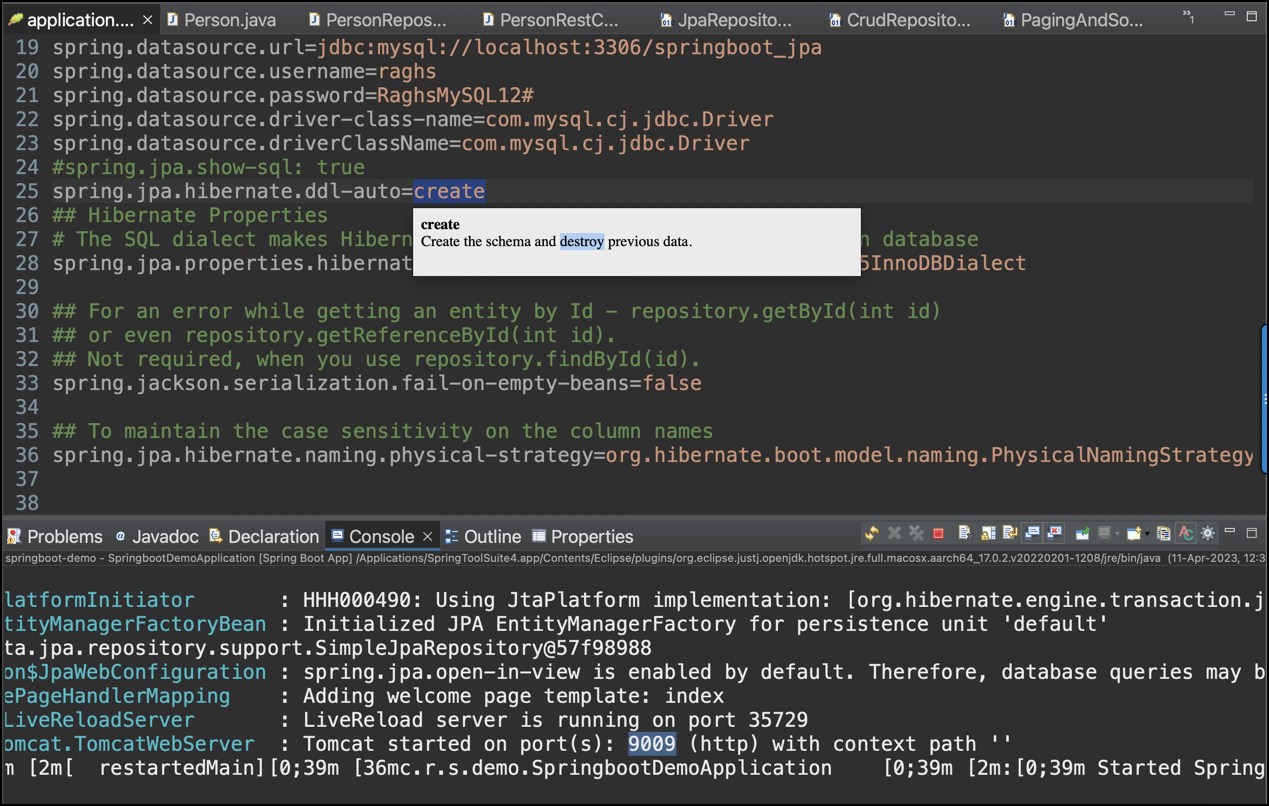 application....
Person.java
PersonRepos...
PersonRestC...
JpaReposito...
CrudReposito...
PagingAndSo...
»1
19 spring.datasource.url=jdbc:mysql://localhost:3306/springboot_jpa
20 spring.datasource.username=raghs
21 spring.datasource.password=RaghsMySQL12#
22 spring.datasource.driver-class-name=com.mysql.cj.jdbc.Driver
23 spring.datasource.driverClassName=com.mysql.cj.jdbc.Driver
24 #spring.jpa.show-sql: true
25 spring.jpa.hibernate.ddl-auto=create
26 ## Hibernate Properties
create
27 # The SQL dialect makes Hibern n database
Create the schema and destroy previous data.
28 spring.jpa.properties.hibernat 5InnoDBDialect
29
30 ## For an error while getting an entity by Id - repository.getById(int id)
31 ## or even repository.getReferenceById(int id).
32 ## Not required, when you use repository.findById(id).
33 spring.jackson.serialization.fail-on-empty-beans=false
34
35 ## To maintain the case sensitivity on the column names
36 spring.jpa.hibernate.naming.physical-strategy=org.hibernate.boot.model.naming.PhysicalNamingStrategy
37
38
Problems
Javadoc
Declaration
Console
Outline
Properties
springboot-demo - SpringbootDemoApplication [Spring Boot App] /Applications/SpringToolSuite4.app/Contents/Eclipse/plugins/org.eclipse.justj.openjdk.hotspot.jre.full.macosx.aarch64_17.0.2.v20220201-1208/jre/bin/java (11-Apr-2023, 12:3
latformInitiator : HHH000490: Using JtaPlatform implementation: [org.hibernate.engine.transaction.j
tityManagerFactoryBean : Initialized JPA EntityManagerFactory for persistence unit 'default'
ta.jpa.repository.support.SimpleJpaRepository@57f98988
on$JpaWebConfiguration : spring.jpa.open-in-view is enabled by default. Therefore, database queries may b
ePageHandlerMapping : Adding welcome page template: index
LiveReloadServer : LiveReload server is running on port 35729
omcat.TomcatWebServer : Tomcat started on port(s): 9009 (http) with context path ''
m [2m[ restartedMain][0;39m [36mc.r.s.demo.SpringbootDemoApplication [0;39m [2m:[0;39m Started Spring